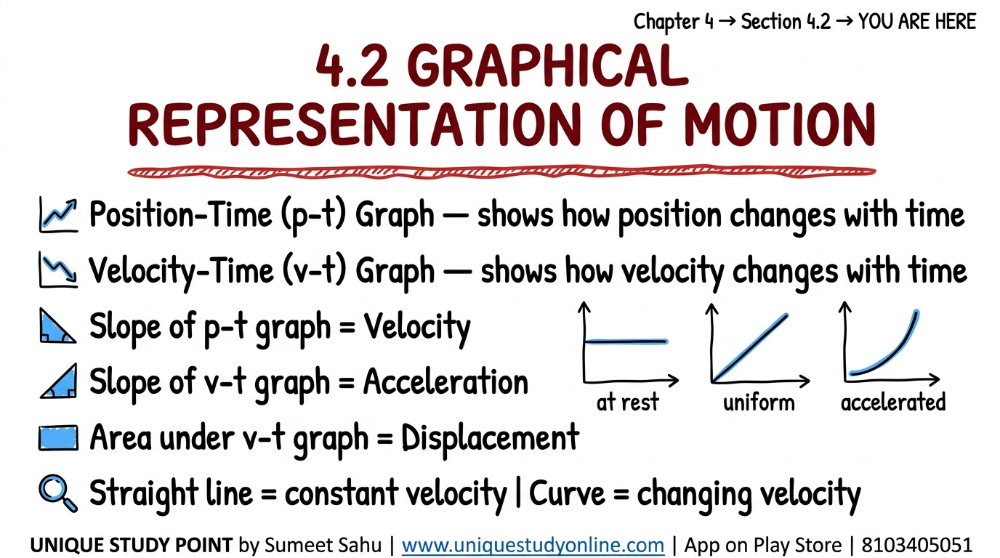 Chapter 4 → Section 4.2 → YOU ARE HERE
4.2 GRAPHICAL
REPRESENTATION OF MOTION
Position-Time (p-t) Graph — shows how position changes with time
Velocity-Time (v-t) Graph — shows how velocity changes with time
Slope of p-t graph = Velocity
Slope of v-t graph = Acceleration
at rest
uniform
accelerated
Area under v-t graph = Displacement
Straight line = constant velocity | Curve = changing velocity
UNIQUE STUDY POINT by Sumeet Sahu | www.uniquestudyonline.com | App on Play Store | 8103405051